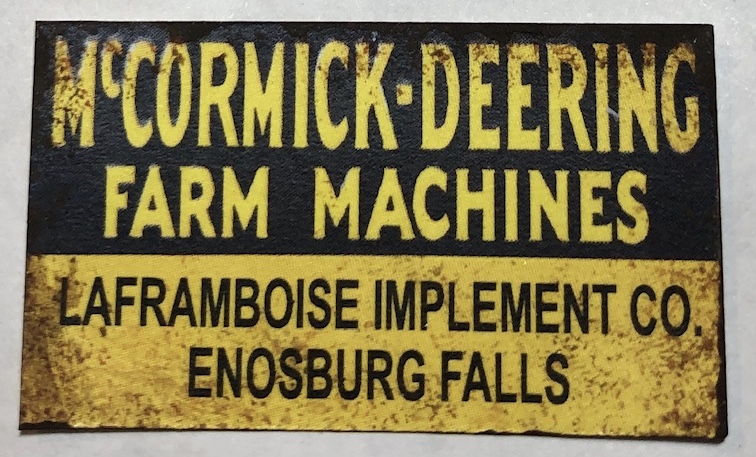 McCORMICK·DEERING
FARM MACHINES
LAFRAMBOISE IMPLEMENT CO.
ENOSBURG FALLS